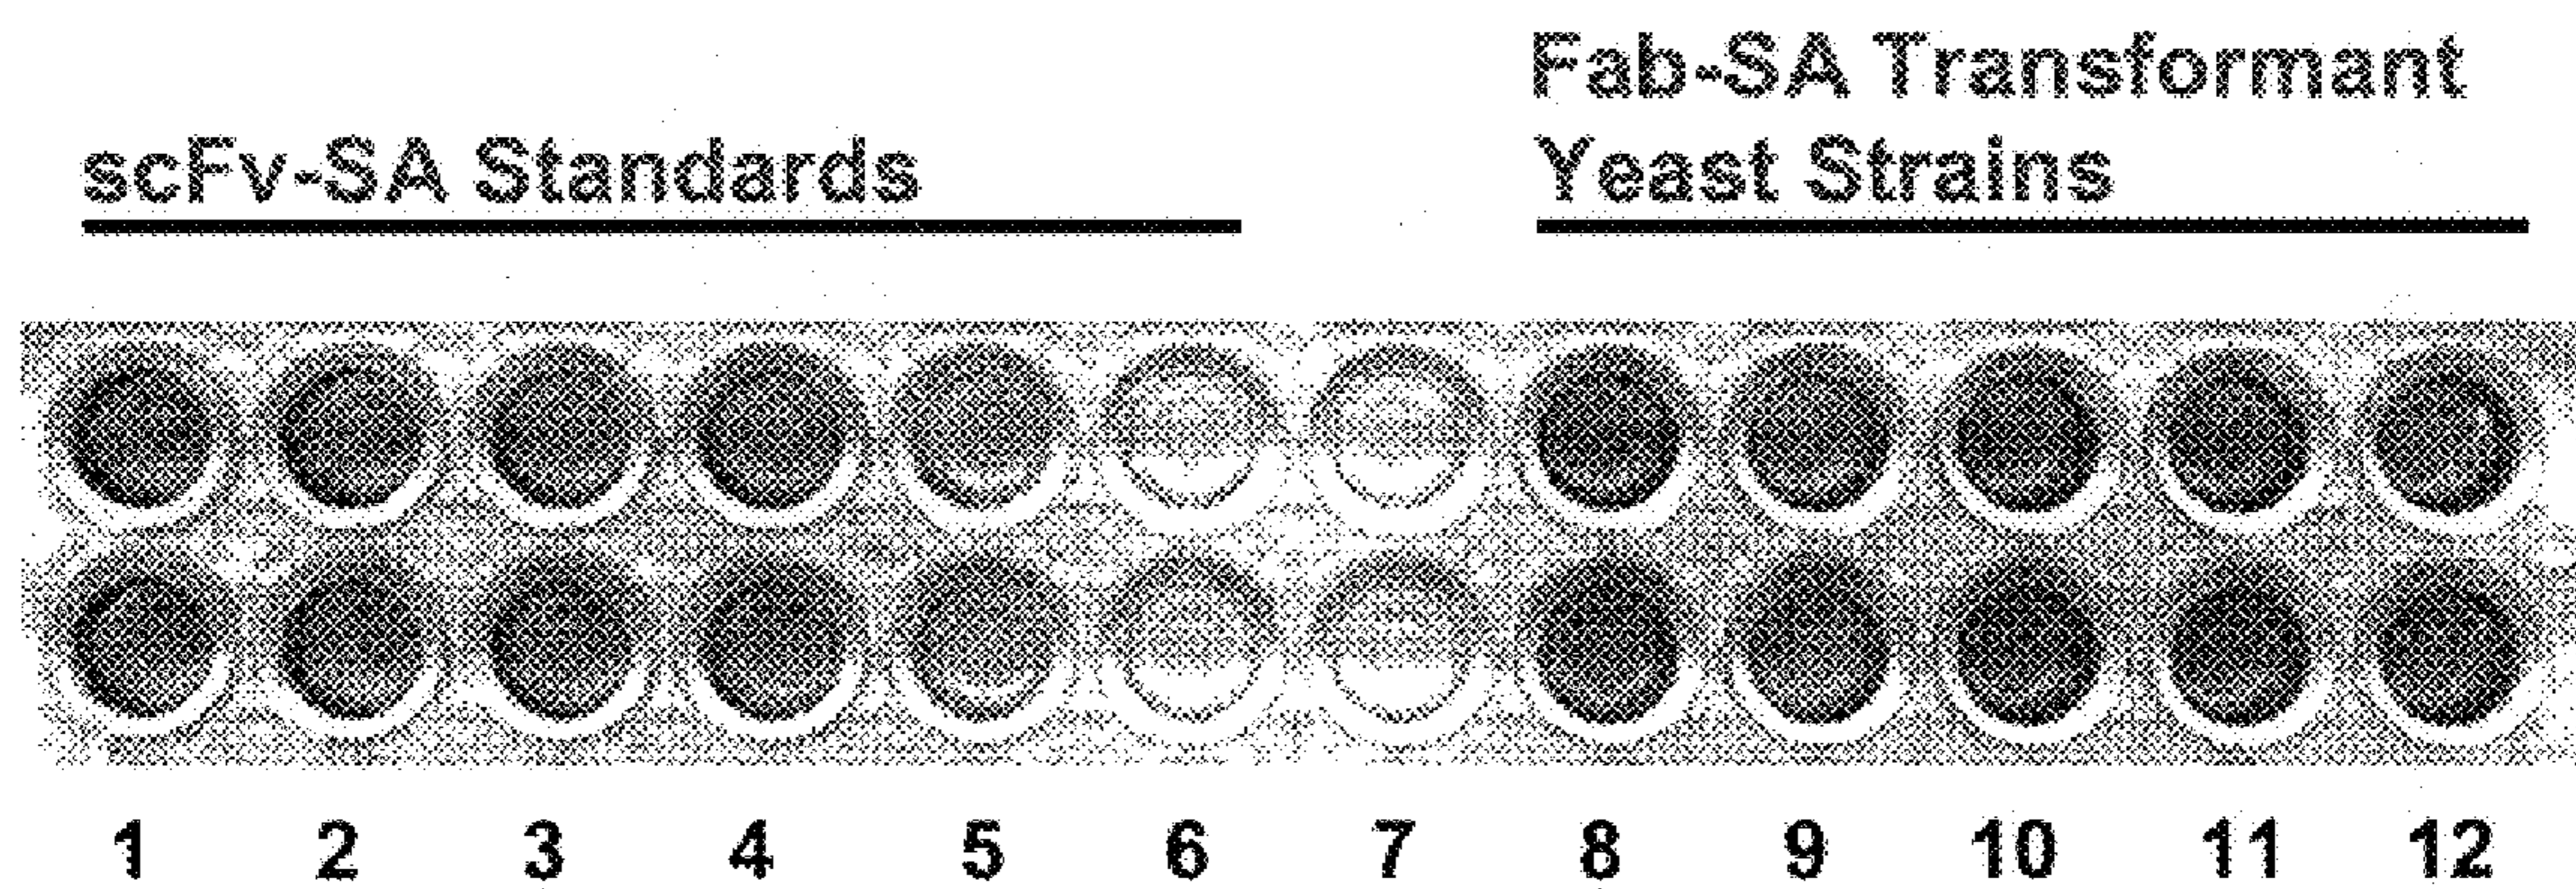 Fab-SA Transformant
scFv-SA Standards Yeast Strains
1 2 3 4 5 6 7 8 9 10 11 12